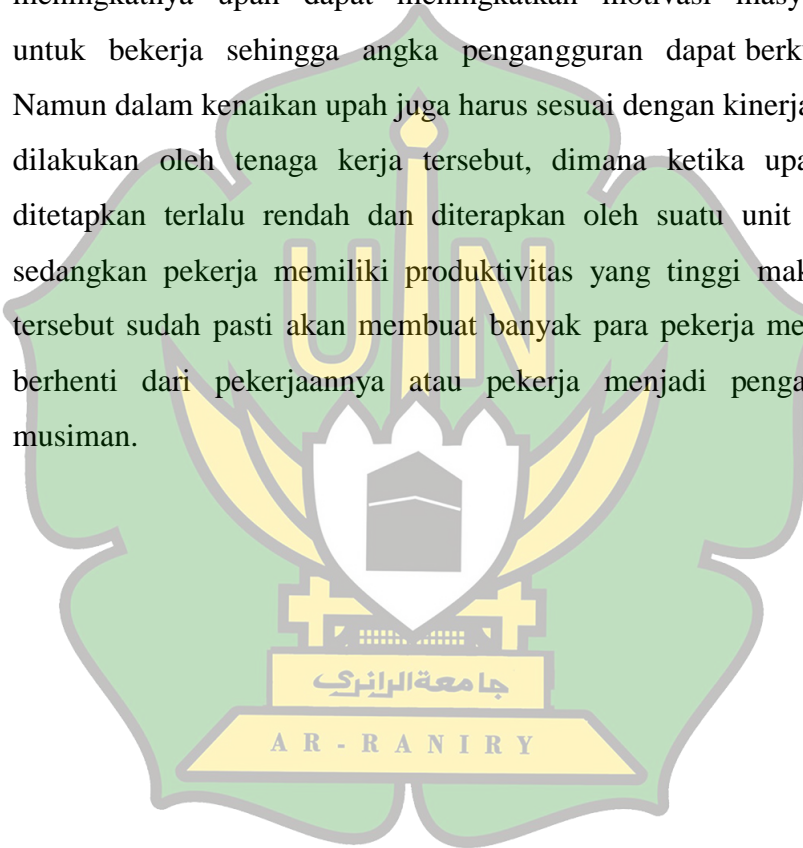 meningkatnya upah dapat meningkatkan motivasi masy
untuk bekerja sehingga angka pengangguran dapat berk
Namun dalam kenaikan upah juga harus sesuai dengan kinerja
dilakukan oleh tenaga kerja tersebut, dimana ketika upa
ditetapkan terlalu rendah dan diterapkan oleh suatu unit
sedangkan pekerja memiliki produktivitas yang tinggi mak
tersebut sudah pasti akan membuat banyak para pekerja me
berhenti dari pekerjaannya atau pekerja menjadi penga
musiman.
UIN
جامعةالرانري
AR-RANIRY